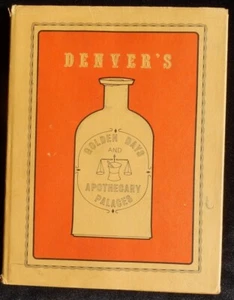 DENVER'S
GOLDEN DAYS
AND
APOTHECARY
PALACES